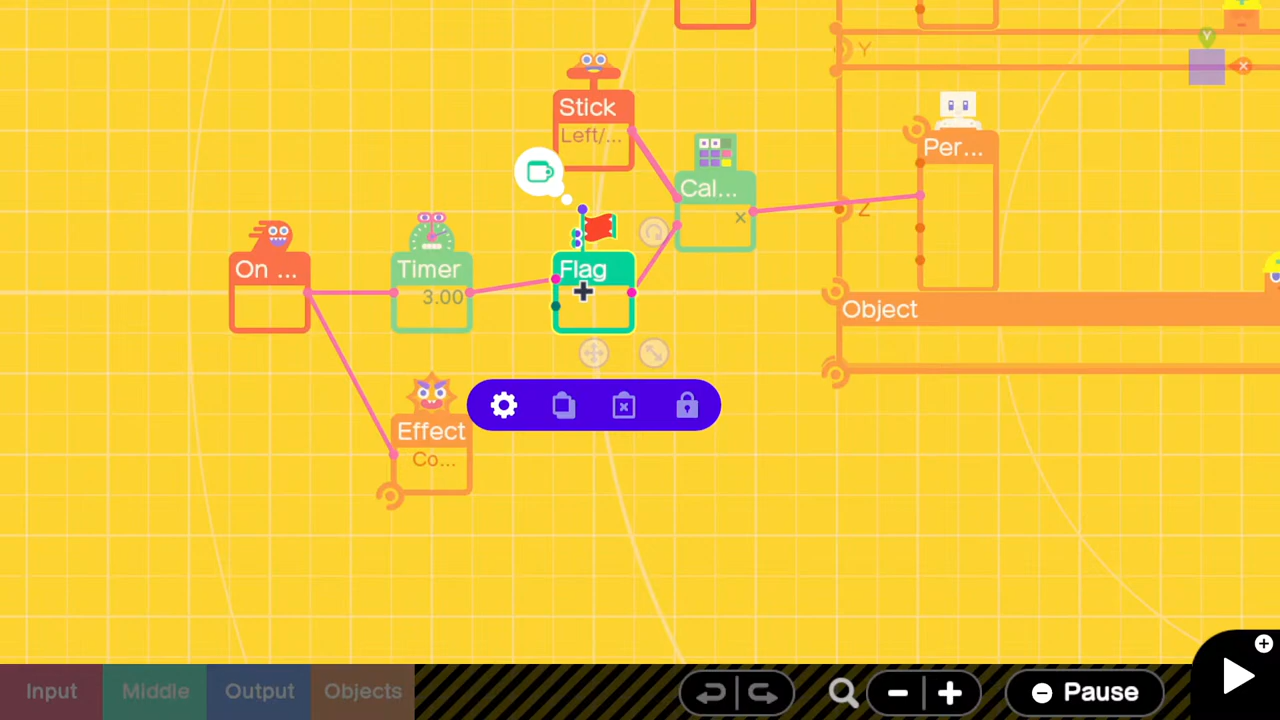 Y
Y
X
Stick
Left/...
Per...
Cal...
×
Z
On ...
Timer
3.00
Flag
Object
Effect
Co...
Input
Middle
Output
Objects
Pause